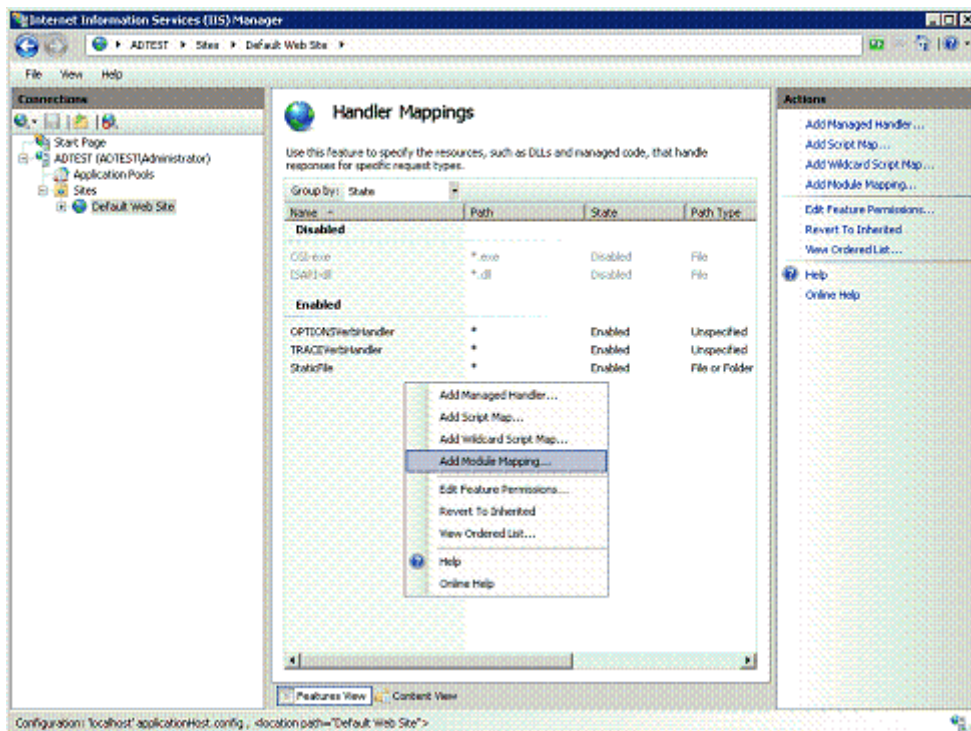 Internet Information Services (IIS) Manager
ADTEST Sites Default Web Site
File View Help
Connections
Start Page
ADTEST (ADTEST\Administrator)
Application Pools
Sites
Default Web Site
Handler Mappings
Use this feature to specify the resources, such as DLLs and managed code, that handle
responses for specific request types.
Group by: State
Name Path State Path Type
Disabled
CGI-exe *.exe Disabled File
ISAPI-dll *.dll Disabled File
Enabled
OPTIONSVerbHandler * Enabled Unspecified
TRACEVerbHandler * Enabled Unspecified
StaticFile * Enabled File or Folder
Add Managed Handler...
Add Script Map...
Add Wildcard Script Map...
Add Module Mapping...
Edit Feature Permissions...
Revert To Inherited
View Ordered List...
Help
Online Help
Features View Content View
Actions
Add Managed Handler...
Add Script Map...
Add Wildcard Script Map...
Add Module Mapping...
Edit Feature Permissions...
Revert To Inherited
View Ordered List...
Help
Online Help
Configuration: 'localhost' applicationHost.config , <location path="Default Web Site">